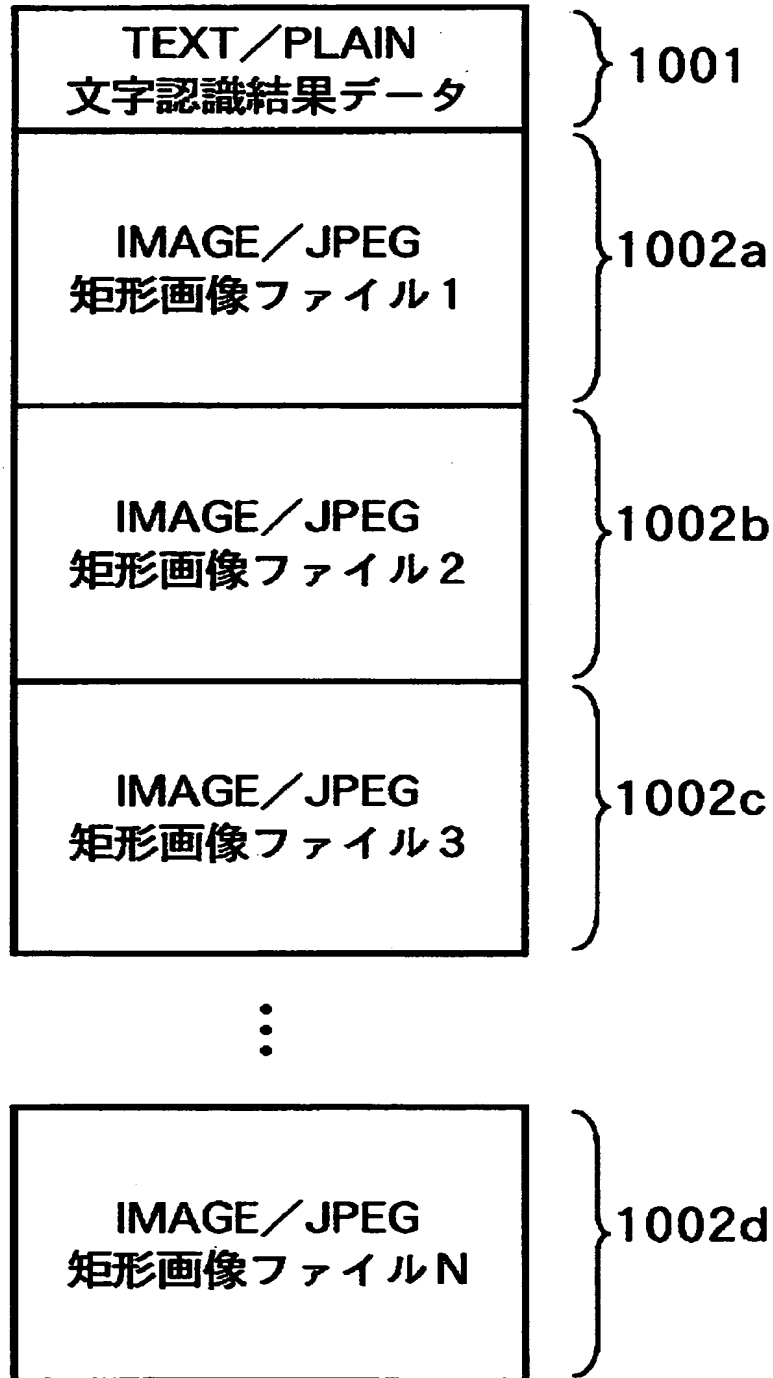 TEXT／PLAIN
文字認識結果データ
1001
IMAGE／JPEG
矩形画像ファイル1
1002a
IMAGE／JPEG
矩形画像ファイル2
1002b
IMAGE／JPEG
矩形画像ファイル3
1002c
IMAGE／JPEG
矩形画像ファイルN
1002d